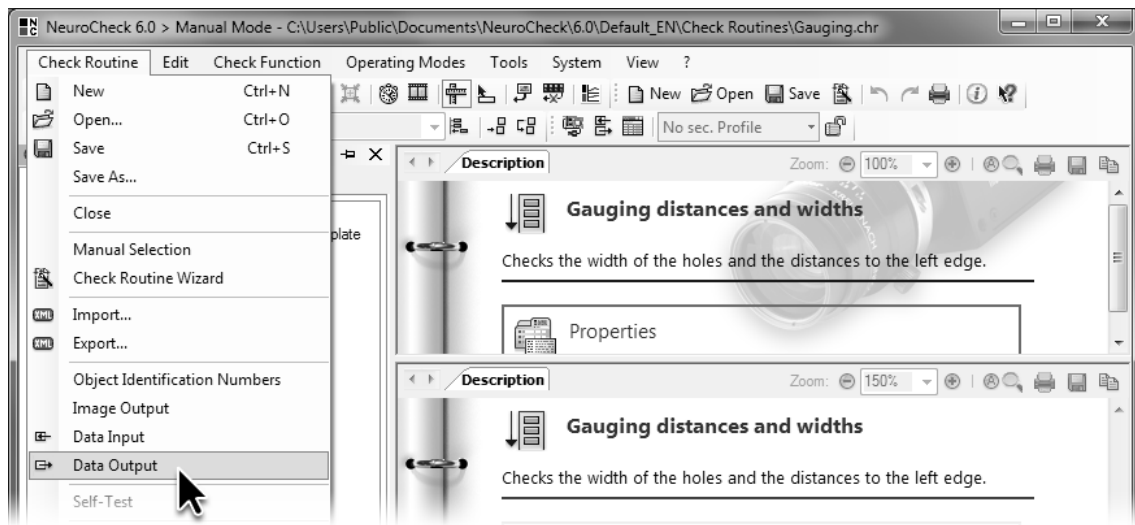 NeuroCheck 6.0 > Manual Mode - C:\Users\Public\Documents\NeuroCheck\6.0\Default_EN\Check Routines\Gauging.chr
Check Routine Edit Check Function Operating Modes Tools System View ?
New Ctrl+N
Open... Ctrl+O
Save Ctrl+S
Save As...
Close
Manual Selection
Check Routine Wizard
Import...
Export...
Object Identification Numbers
Image Output
Data Input
Data Output
Self-Test
New Open Save
No sec. Profile
plate
Description Zoom: 100%
Gauging distances and widths
Checks the width of the holes and the distances to the left edge.
Properties
Description Zoom: 150%
Gauging distances and widths
Checks the width of the holes and the distances to the left edge.